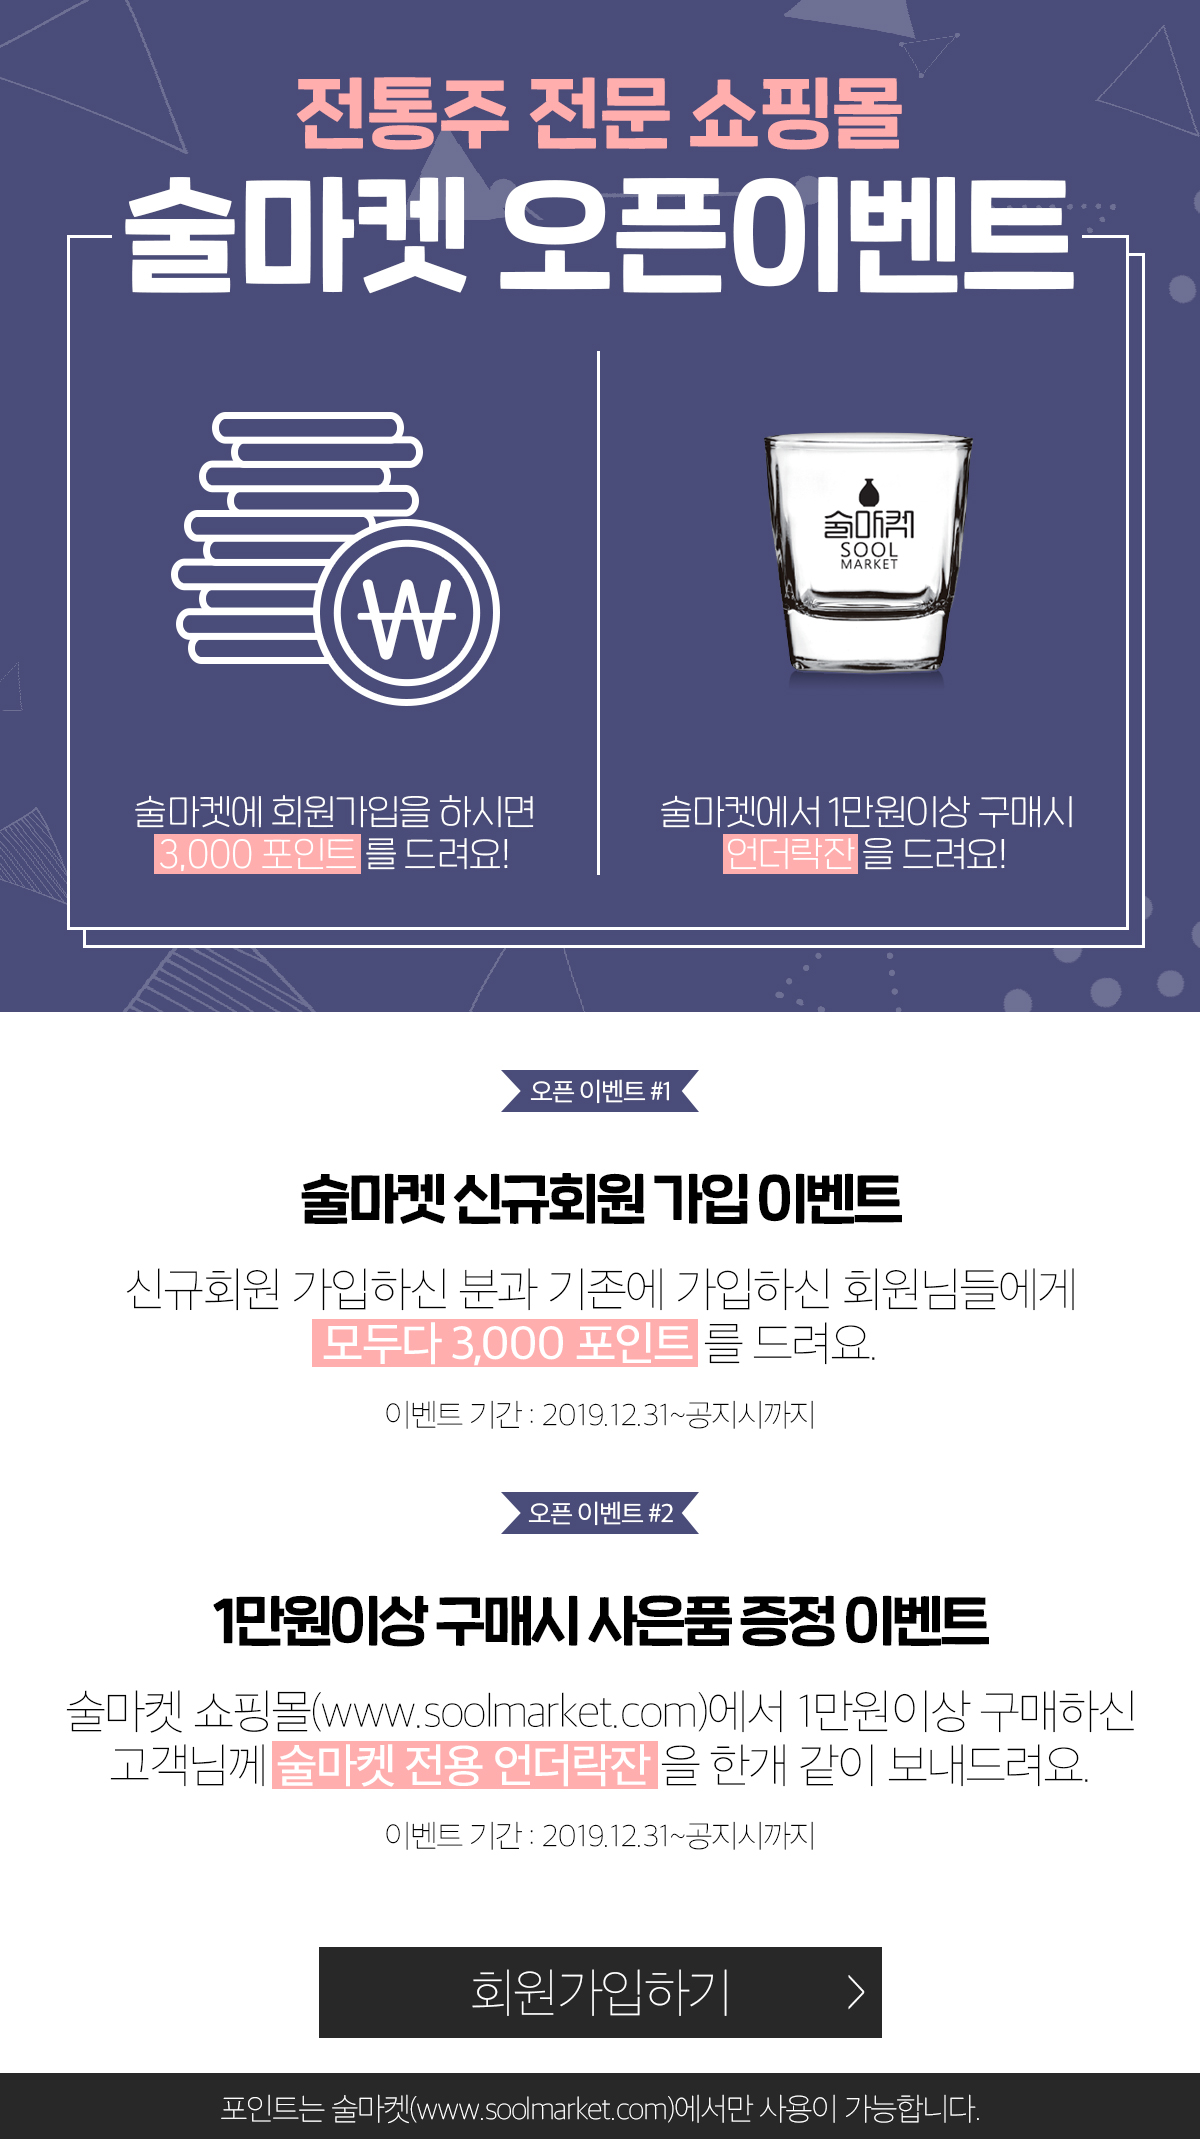 전통주 전문 쇼핑몰
술마켓 오픈이벤트
술마켓
SOOL
MARKET
술마켓에 회원가입을 하시면
3,000 포인트를 드려요!
술마켓에서 1만원이상 구매시
언더락잔을 드려요!
오픈 이벤트 #1
술마켓 신규회원 가입 이벤트
신규회원 가입하신 분과 기존에 가입하신 회원님들에게
모두다 3,000 포인트를 드려요.
이벤트 기간 : 2019.12.31~공지시까지
오픈 이벤트 #2
1만원이상 구매시 사은품 증정 이벤트
술마켓 쇼핑몰(www.soolmarket.com)에서 1만원이상 구매하신
고객님께 술마켓 전용 언더락잔을 한개 같이 보내드려요.
이벤트 기간 : 2019.12.31~공지시까지
회원가입하기 >
포인트는 술마켓(www.soolmarket.com)에서만 사용이 가능합니다.